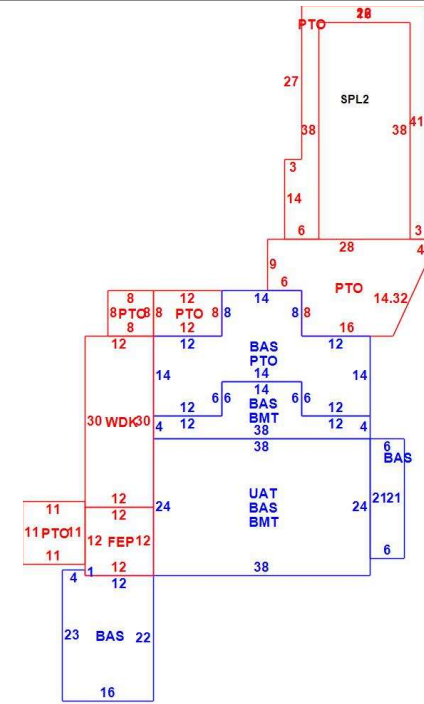 PTO
27
SPL2
38 38 41
3
14
6 3
28 4
9
6 PTO
14.32
8 12 14
8 PTO 8 PTO 8 8 8 8
8 12 16
12 12 12
BAS
PTO
14 14
14
14
6 6 BAS 6 6
12 BMT 12
30 WDK 30 4 12 12 4
38
38 6
BAS
UAT
24 BAS 24 21 21
BMT
12
11 12
11 PTO 11 12 FEP 12
11 12 6
1 38
4 12
23 BAS 22
16